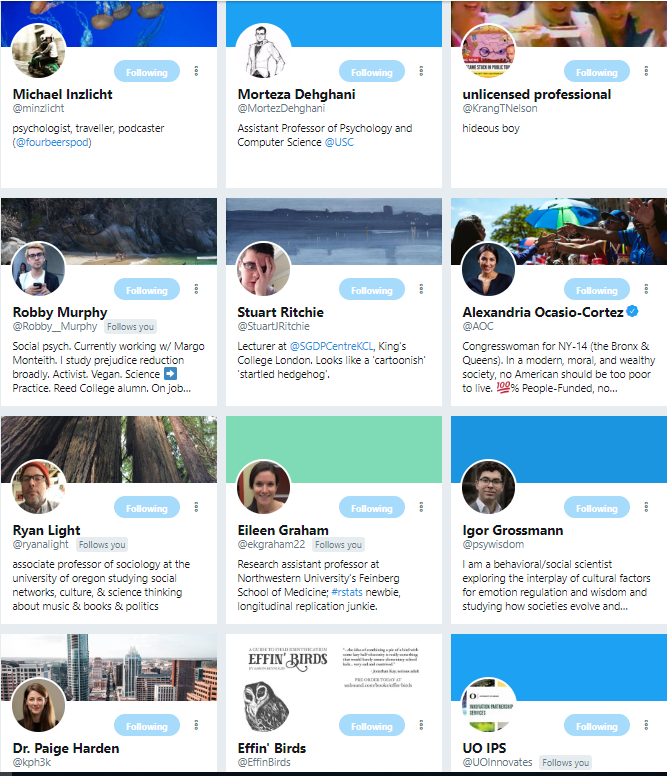 Following
Michael Inzlicht
@minzlicht
psychologist, traveller, podcaster
(@fourbeerspod)
Following
Morteza Dehghani
@MortezDehghani
Assistant Professor of Psychology and
Computer Science @USC
Following
unlicensed professional
@KrangTNelson
hideous boy
Following
Robby Murphy
@Robby__Murphy Follows you
Social psych. Currently working w/ Margo
Monteith. I study prejudice reduction
broadly. Activist. Vegan. Science ➡
Practice. Reed College alum. On job...
Following
Stuart Ritchie
@StuartJRitchie
Lecturer at @SGDPCentreKCL, King's
College London. Looks like a 'cartoonish'
'startled hedgehog'.
Following
Alexandria Ocasio-Cortez
@AOC
Congresswoman for NY-14 (the Bronx &
Queens). In a modern, moral, and wealthy
society, no American should be too poor
to live. 💯% People-Funded, no...
Following
Ryan Light
@ryanalight Follows you
associate professor of sociology at the
university of oregon studying social
networks, culture, & science thinking
about music & books & politics
Following
Eileen Graham
@ekgraham22 Follows you
Research assistant professor at
Northwestern University's Feinberg
School of Medicine; #rstats newbie,
longitudinal replication junkie.
Following
Igor Grossmann
@psywisdom
I am a behavioral/social scientist
exploring the interplay of cultural factors
for emotion regulation and wisdom and
studying how societies evolve and...
Following
Dr. Paige Harden
@kph3k
A GUIDE TO FIELD IDENTIFICATION
EFFIN' BIRDS
PRE ORDER TODAY AT
Following
Effin' Birds
@EffinBirds
INNOVATION PARTNERSHIP
SERVICES
Following
UO IPS
@UOInnovates Follows you